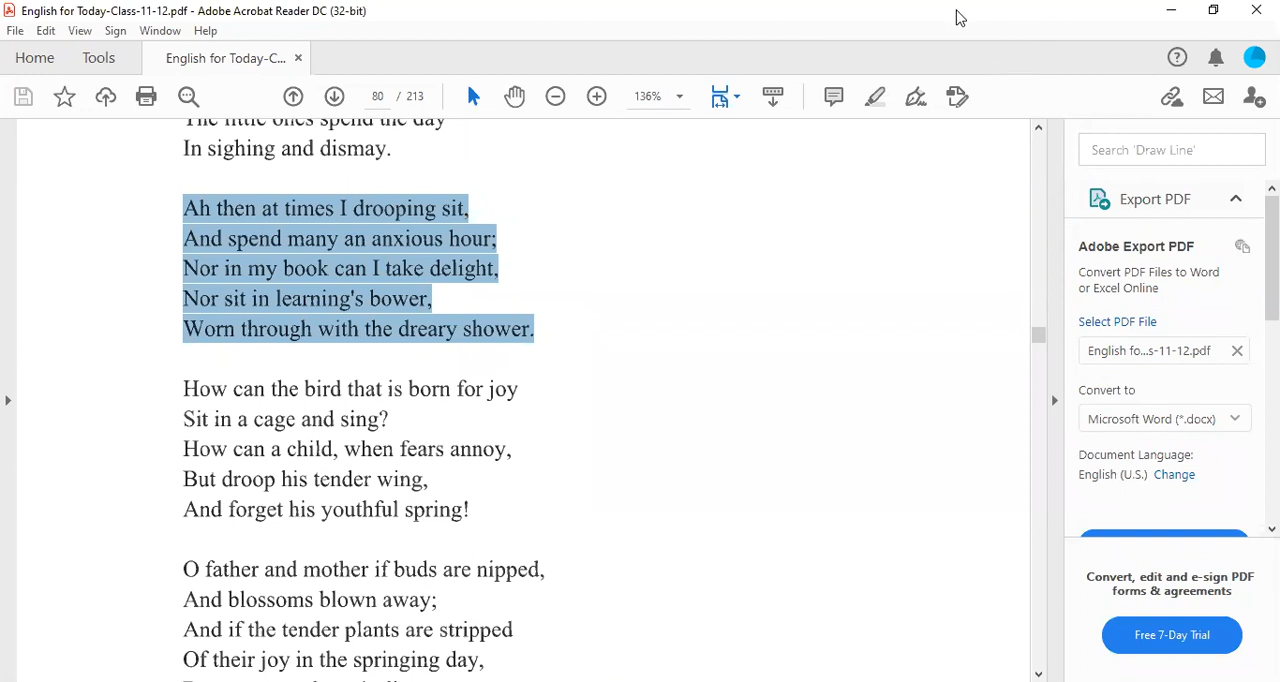 English for Today-Class-11-12.pdf - Adobe Acrobat Reader DC (32-bit)
File Edit View Sign Window Help
Home Tools English for Today-C... ×
80 / 213 136%
The little ones spend the day
In sighing and dismay.
Ah then at times I drooping sit,
And spend many an anxious hour;
Nor in my book can I take delight,
Nor sit in learning's bower,
Worn through with the dreary shower.
How can the bird that is born for joy
Sit in a cage and sing?
How can a child, when fears annoy,
But droop his tender wing,
And forget his youthful spring!
O father and mother if buds are nipped,
And blossoms blown away;
And if the tender plants are stripped
Of their joy in the springing day,
Search 'Draw Line'
Export PDF
Adobe Export PDF
Convert PDF Files to Word
or Excel Online
Select PDF File
English fo...s-11-12.pdf
Convert to
Microsoft Word (*.docx)
Document Language:
English (U.S.) Change
Convert, edit and e-sign PDF
forms & agreements
Free 7-Day Trial